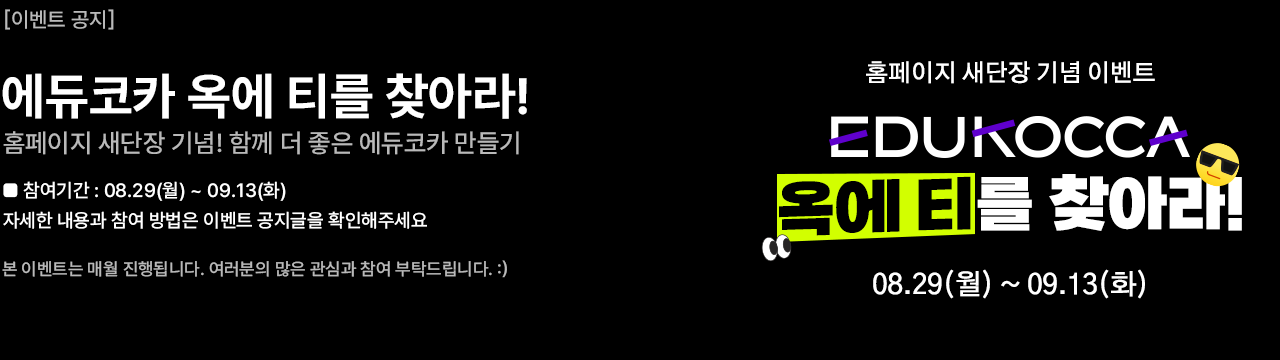 [이벤트 공지]
에듀코카 옥에 티를 찾아라!
홈페이지 새단장 기념! 함께 더 좋은 에듀코카 만들기
■ 참여기간 : 08.29(월) ~ 09.13(화)
자세한 내용과 참여 방법은 이벤트 공지글을 확인해주세요
본 이벤트는 매월 진행됩니다. 여러분의 많은 관심과 참여 부탁드립니다. :)
홈페이지 새단장 기념 이벤트
EDUKOCCA
옥에 티를 찾아라!
08.29(월) ~ 09.13(화)